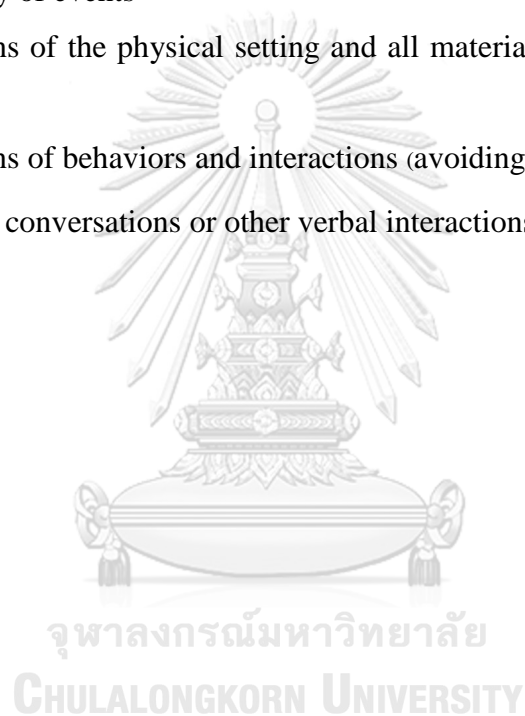 y of events
ns of the physical setting and all materia
ns of behaviors and interactions (avoiding
conversations or other verbal interactions
จุฬาลงกรณ์มหาวิทยาลัย
CHULALONGKORN UNIVERSITY